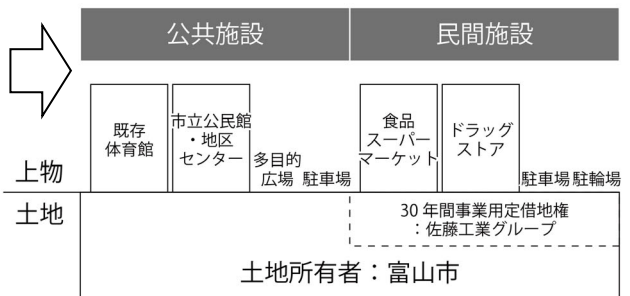 公共施設
民間施設
既存
体育館
市立公民館
・地区
センター
多目的
広場
駐車場
食品
スーパー
マーケット
ドラッグ
ストア
駐車場
駐輪場
上物
土地
30年間事業用定借地権
：佐藤工業グループ
土地所有者：富山市